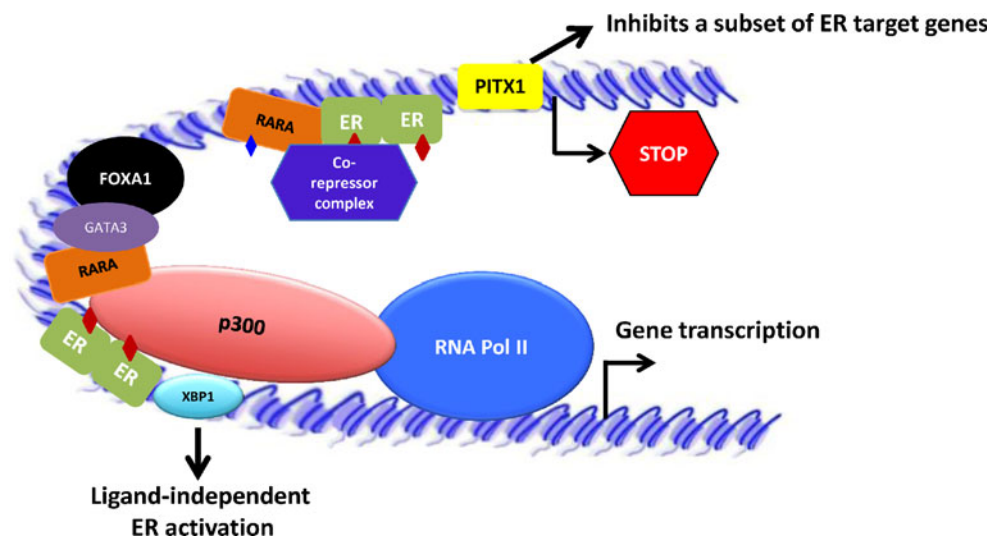 Inhibits a subset of ER target genes
PITX1
RARA
ER
ER
STOP
Co-
repressor
complex
FOXA1
GATA3
RARA
p300
RNA Pol II
Gene transcription
ER
ER
XBP1
Ligand-independent
ER activation